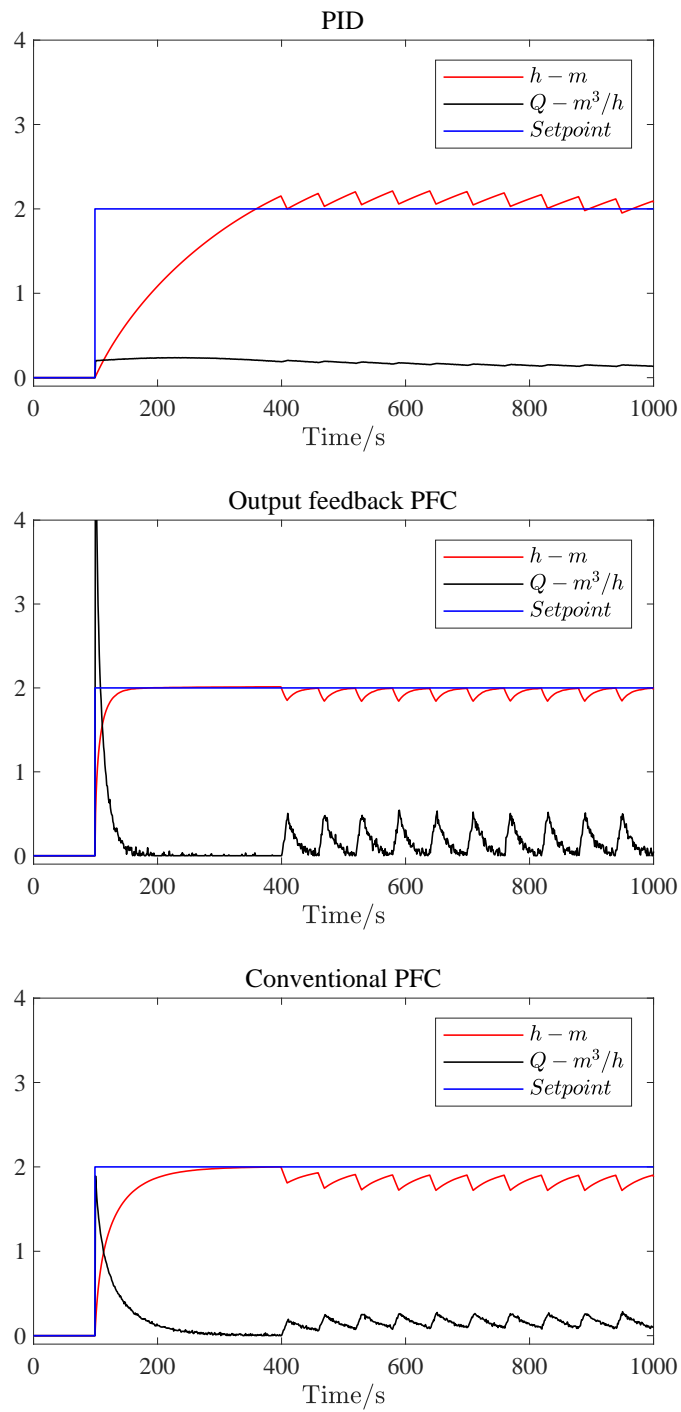 PID
4
h − m
Q − m³/h
Setpoint
3
2
1
0
0 200 400 600 800 1000
Time/s
Output feedback PFC
4
h − m
Q − m³/h
Setpoint
3
2
1
0
0 200 400 600 800 1000
Time/s
Conventional PFC
4
h − m
Q − m³/h
Setpoint
3
2
1
0
0 200 400 600 800 1000
Time/s